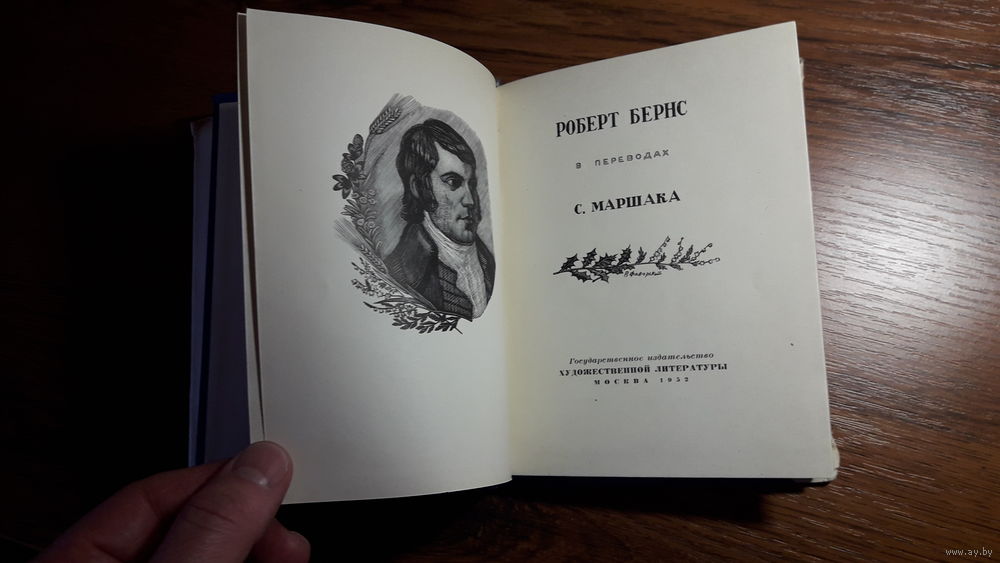 РОБЕРТ БЕРНС
В ПЕРЕВОДАХ
С. МАРШАКА
Государственное издательство
ХУДОЖЕСТВЕННОЙ ЛИТЕРАТУРЫ
МОСКВА 1952
www.ay.by